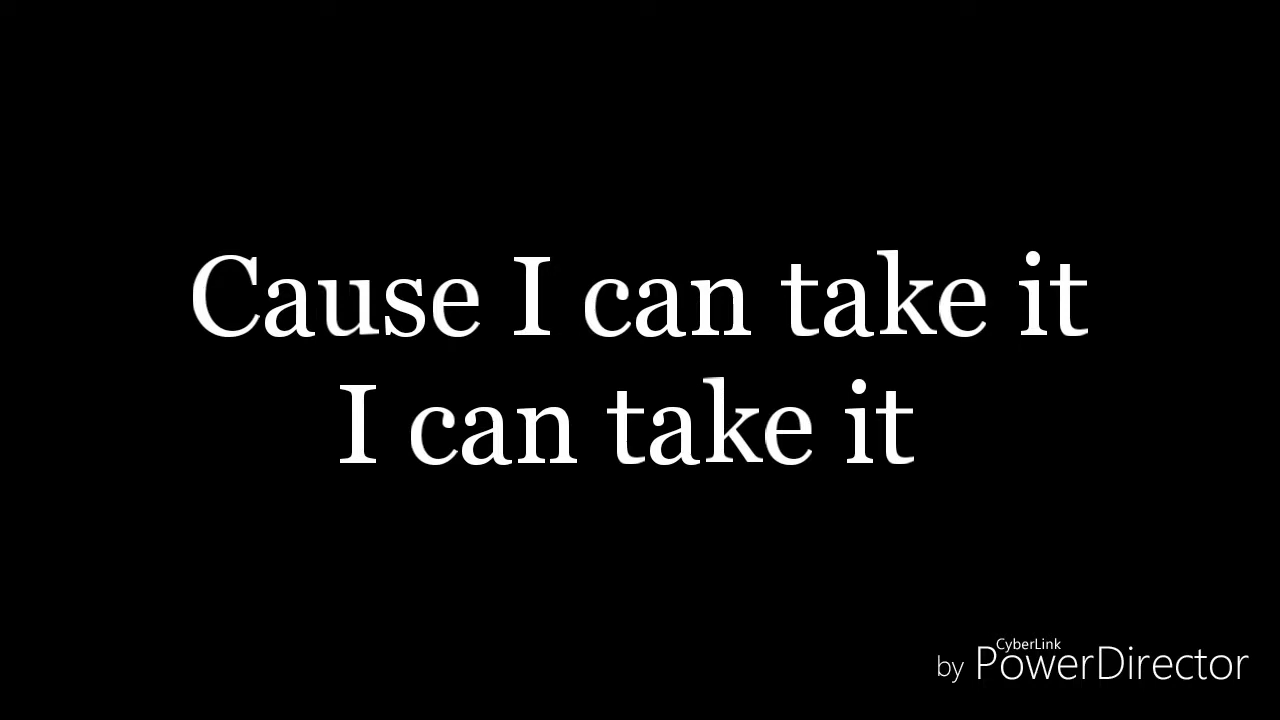 Cause I can take it
I can take it
CyberLink
by PowerDirector